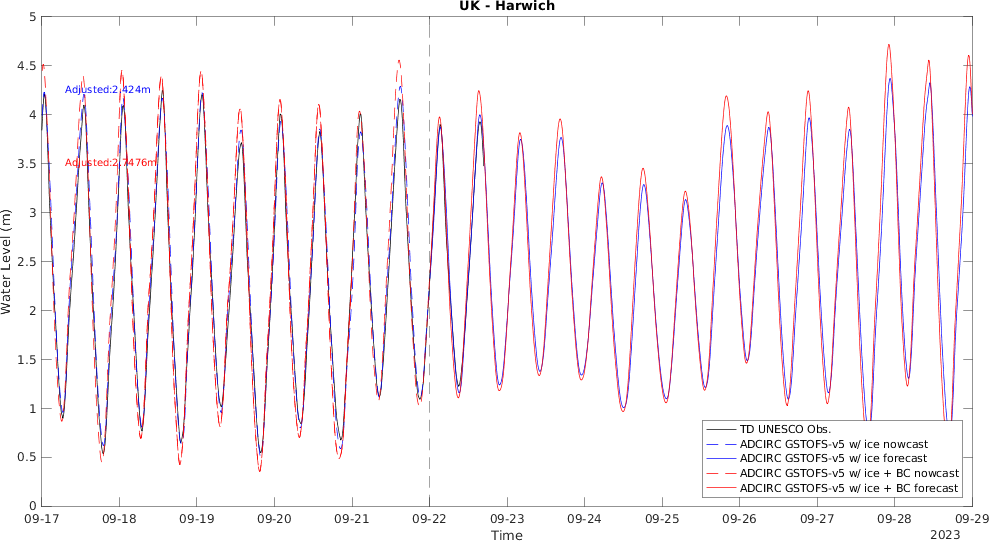 UK - Harwich
5
4.5
4
3.5
3
2.5
2
1.5
1
0.5
0
Water Level (m)
Adjusted:2.424m
Adjusted:2.7476m
TD UNESCO Obs.
ADCIRC GSTOFS-v5 w/ ice nowcast
ADCIRC GSTOFS-v5 w/ ice forecast
ADCIRC GSTOFS-v5 w/ ice + BC nowcast
ADCIRC GSTOFS-v5 w/ ice + BC forecast
09-17 09-18 09-19 09-20 09-21 09-22 09-23 09-24 09-25 09-26 09-27 09-28 09-29
Time
2023